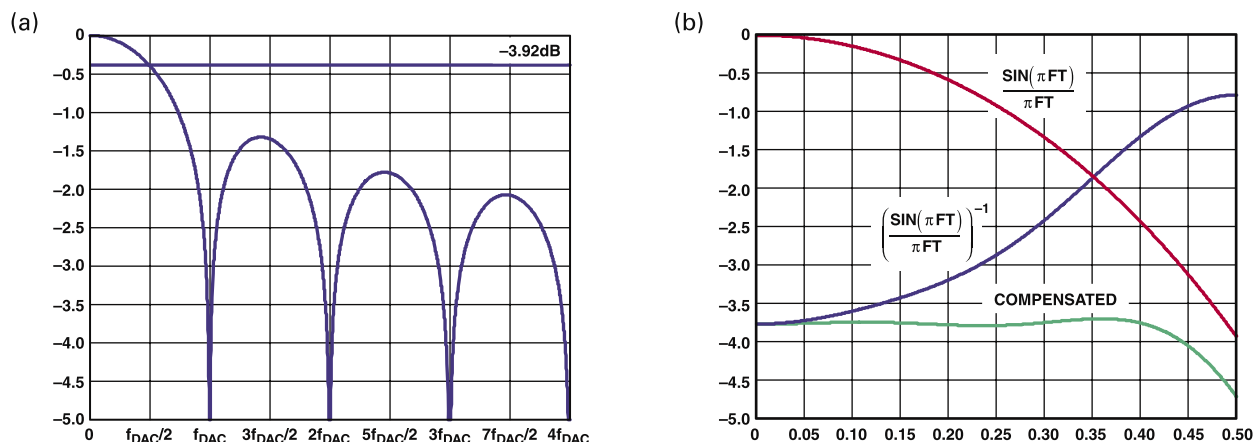 (a)
0
–0.5
–1.0
–1.5
–2.0
–2.5
–3.0
–3.5
–4.0
–4.5
–5.0
–3.92dB
0 fDAC/2 fDAC 3fDAC/2 2fDAC 5fDAC/2 3fDAC 7fDAC/2 4fDAC
(b)
0
–0.5
–1.0
–1.5
–2.0
–2.5
–3.0
–3.5
–4.0
–4.5
–5.0
SIN(πFT)
πFT
(SIN(πFT)
πFT)–1
COMPENSATED
0 0.05 0.10 0.15 0.20 0.25 0.30 0.35 0.40 0.45 0.50